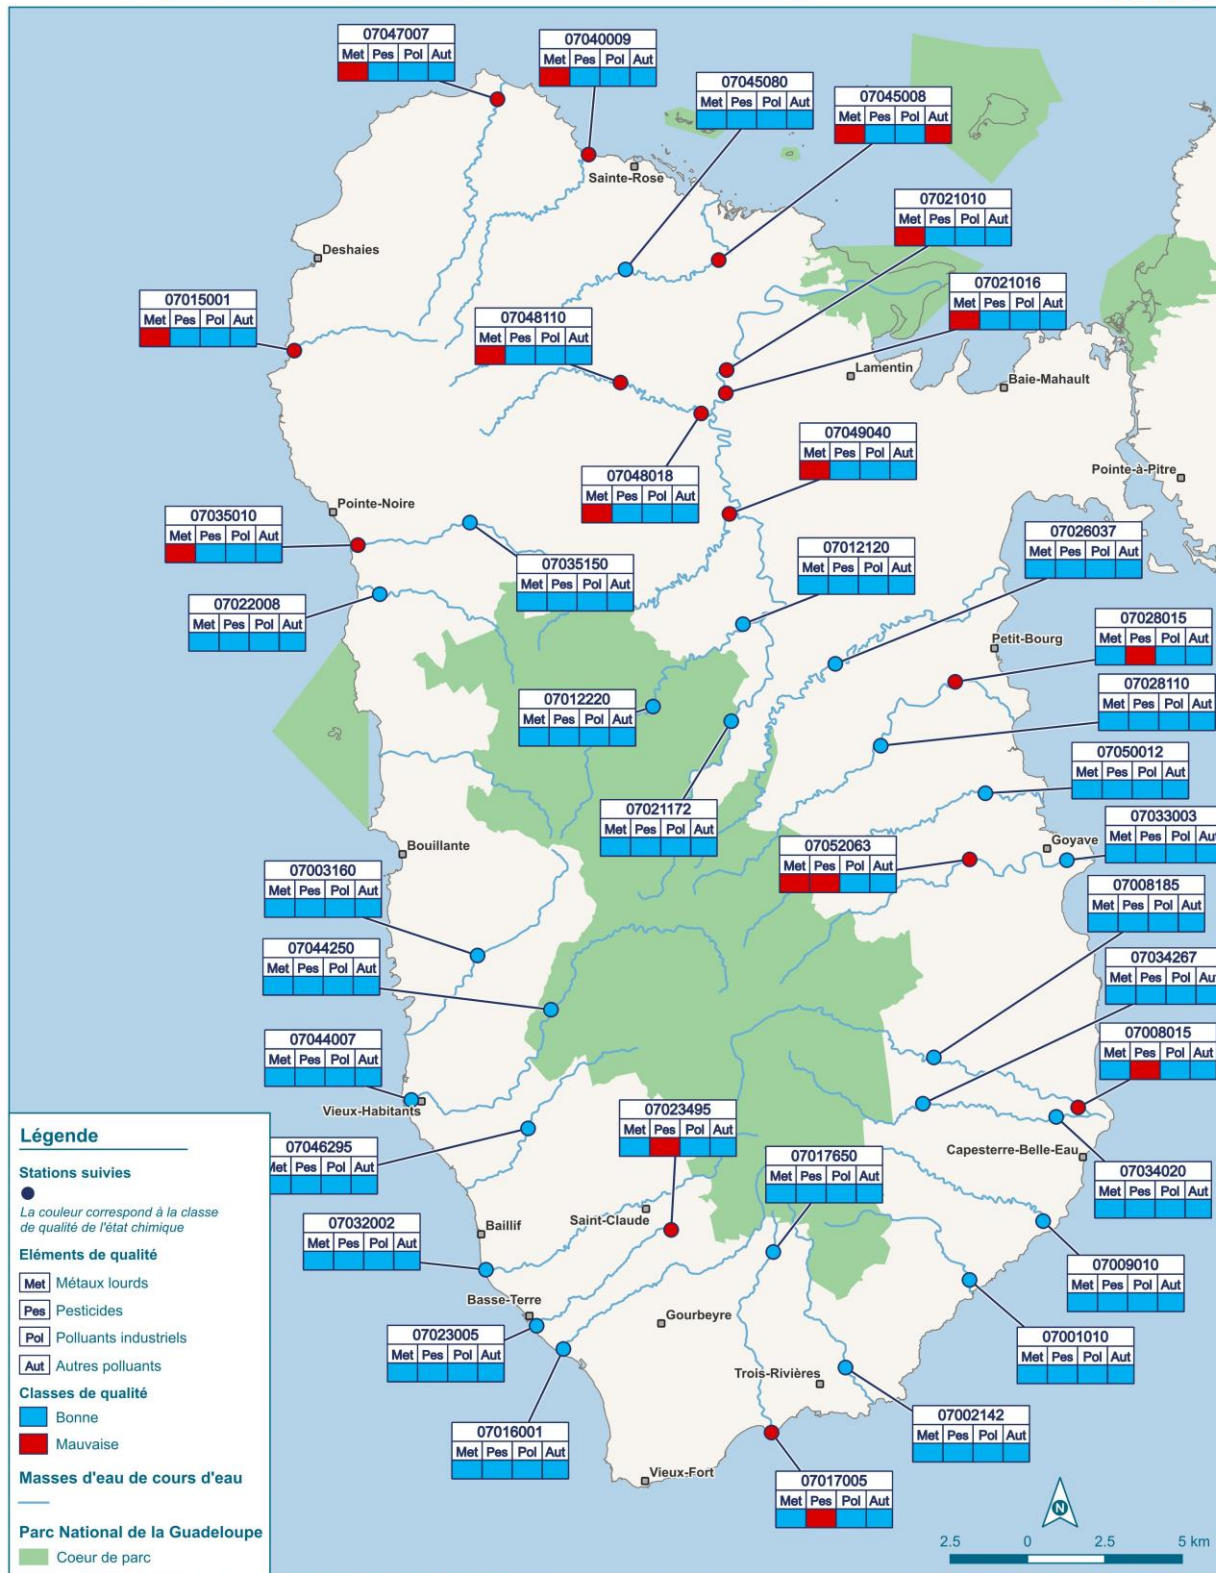 07047007
Met Pes Pol Aut
07040009
Met Pes Pol Aut
07045080
Met Pes Pol Aut
07045008
Met Pes Pol Aut
Sainte-Rose
07021010
Met Pes Pol Aut
Deshaies
07021016
Met Pes Pol Aut
07015001
Met Pes Pol Aut
07048110
Met Pes Pol Aut
Lamentin
Baie-Mahault
07049040
Met Pes Pol Aut
Pointe-à-Pitre
07048018
Met Pes Pol Aut
Pointe-Noire
07035010
Met Pes Pol Aut
07026037
Met Pes Pol Aut
07012120
Met Pes Pol Aut
07035150
Met Pes Pol Aut
07022008
Met Pes Pol Aut
Petit-Bourg
07028015
Met Pes Pol Aut
07028110
Met Pes Pol Aut
07012220
Met Pes Pol Aut
07050012
Met Pes Pol Aut
07021172
Met Pes Pol Aut
07033003
Met Pes Pol Aut
Goyave
07052063
Met Pes Pol Aut
Bouillante
07003160
Met Pes Pol Aut
07008185
Met Pes Pol Aut
07044250
Met Pes Pol Aut
07034267
Met Pes Pol Aut
07008015
Met Pes Pol Aut
07044007
Met Pes Pol Aut
Vieux-Habitants
07023495
Met Pes Pol Aut
07046295
Met Pes Pol Aut
07017650
Met Pes Pol Aut
Capesterre-Belle-Eau
07034020
Met Pes Pol Aut
Saint-Claude
07032002
Met Pes Pol Aut
Baillif
07009010
Met Pes Pol Aut
Basse-Terre
Gourbeyre
07023005
Met Pes Pol Aut
07001010
Met Pes Pol Aut
Trois-Rivières
07002142
Met Pes Pol Aut
07016001
Met Pes Pol Aut
Vieux-Fort
07017005
Met Pes Pol Aut
Légende
Stations suivies
La couleur correspond à la classe
de qualité de l'état chimique
Eléments de qualité
Met Métaux lourds
Pes Pesticides
Pol Polluants industriels
Aut Autres polluants
Classes de qualité
Bonne
Mauvaise
Masses d'eau de cours d'eau
Parc National de la Guadeloupe
Coeur de parc
N
2.5 0 2.5 5 km